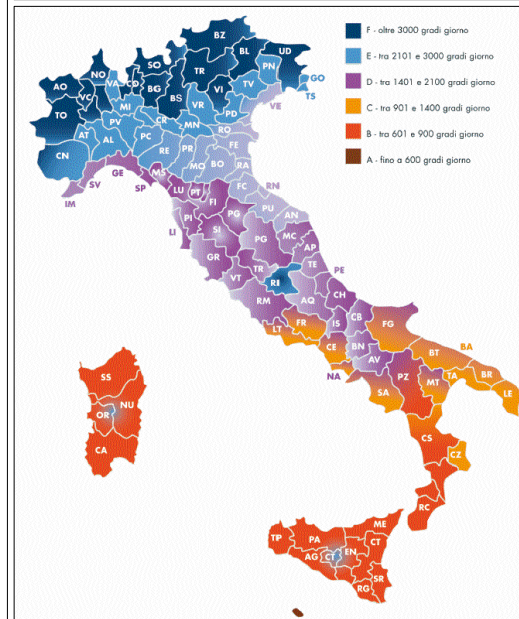 F - oltre 3000 gradi giorno
E - tra 2101 e 3000 gradi giorno
D - tra 1401 e 2100 gradi giorno
C - tra 901 e 1400 gradi giorno
B - tra 601 e 900 gradi giorno
A - fino a 600 gradi giorno
BZ
SO
BL
UD
TR
PN
NO
VA
CO
BG
VI
TV
GO
TS
AO
VC
BS
VR
PD
VE
TO
MI
CR
MN
RO
PV
AT
AL
PC
PR
FE
CN
RE
MO
BO
RA
GE
MS
FC
RN
SV
SP
LU
PT
FI
IM
PU
AN
PI
PG
LI
SI
MC
PG
AP
GR
TE
VT
TR
RI
PE
RM
AQ
CH
LT
FR
IS
CB
FG
CE
BN
BT
BA
AV
NA
PZ
MT
TA
BR
SA
LE
SS
NU
OR
CS
CA
CZ
RC
ME
TP
PA
CT
AG
CT
EN
SR
RG